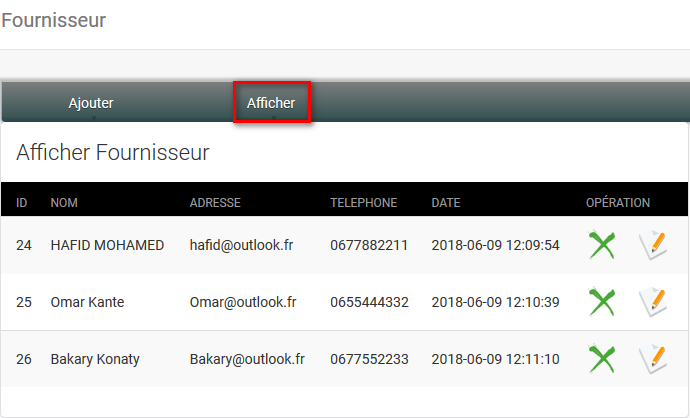 Fournisseur
Ajouter Afficher
Afficher Fournisseur
ID NOM ADRESSE TELEPHONE DATE OPÉRATION
24 HAFID MOHAMED hafid@outlook.fr 0677882211 2018-06-09 12:09:54
25 Omar Kante Omar@outlook.fr 0655444332 2018-06-09 12:10:39
26 Bakary Konaty Bakary@outlook.fr 0677552233 2018-06-09 12:11:10